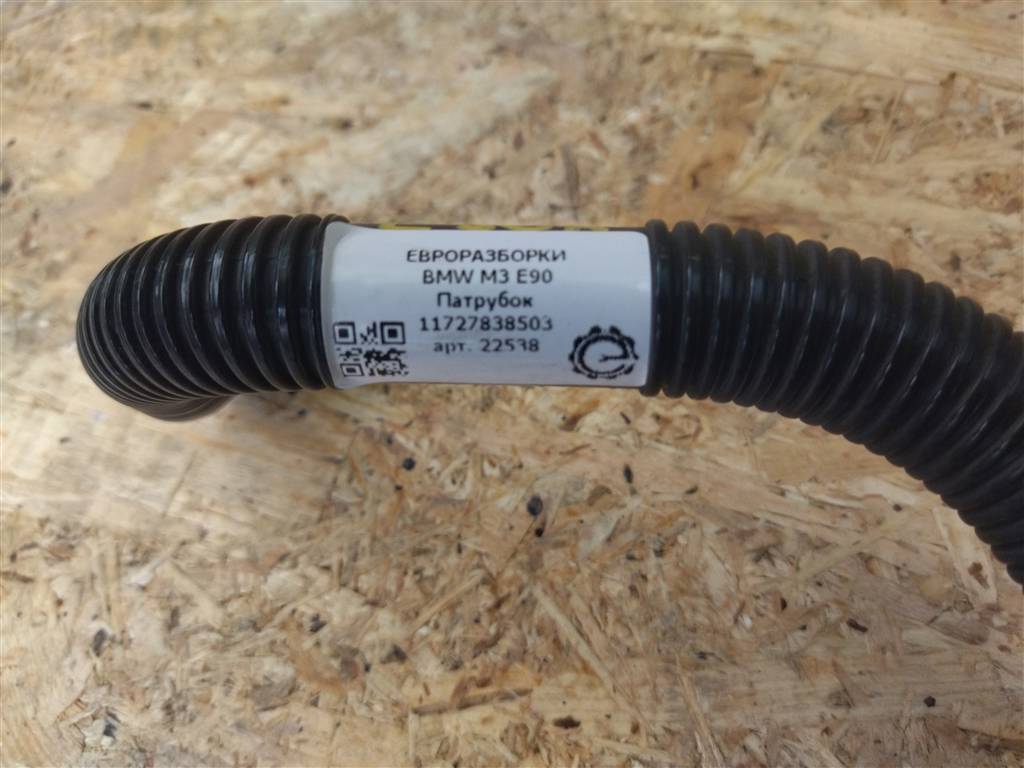 ЕВРОРАЗБОРКИ
BMW M3 E90
Патрубок
11727838503
арт. 22538